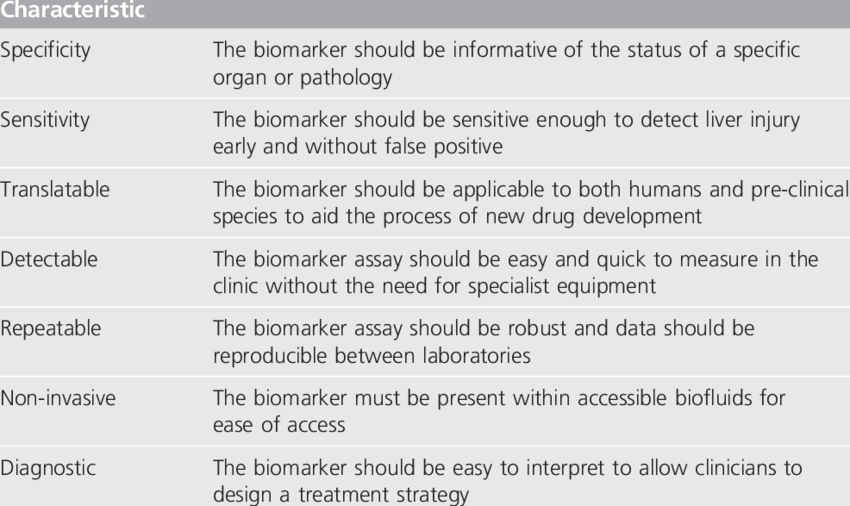 Characteristic
Specificity The biomarker should be informative of the status of a specific
organ or pathology
Sensitivity The biomarker should be sensitive enough to detect liver injury
early and without false positive
Translatable The biomarker should be applicable to both humans and pre-clinical
species to aid the process of new drug development
Detectable The biomarker assay should be easy and quick to measure in the
clinic without the need for specialist equipment
Repeatable The biomarker assay should be robust and data should be
reproducible between laboratories
Non-invasive The biomarker must be present within accessible biofluids for
ease of access
Diagnostic The biomarker should be easy to interpret to allow clinicians to
design a treatment strategy